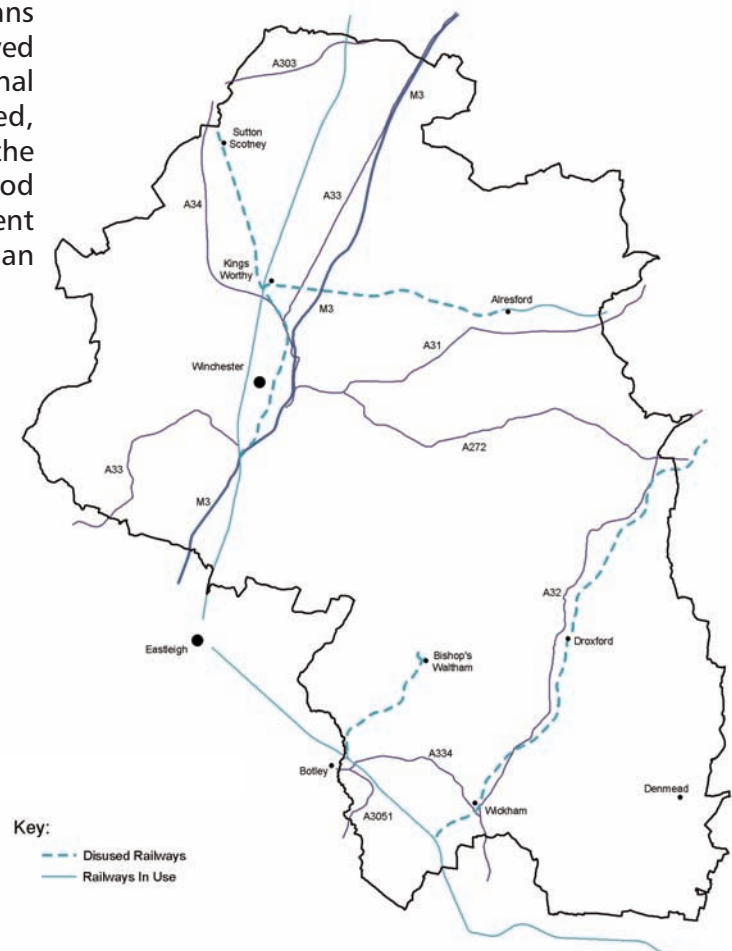 ns
ved
nal
ed,
the
od
ent
an
A303
M3
Sutton
Scotney
A33
A34
Kings
Worthy
M3
Alresford
A31
Winchester
A272
A33
M3
A32
Eastleigh
Droxford
Bishop's
Waltham
A334
Botley
Denmead
Wickham
A3051
Key:
Disused Railways
Railways In Use